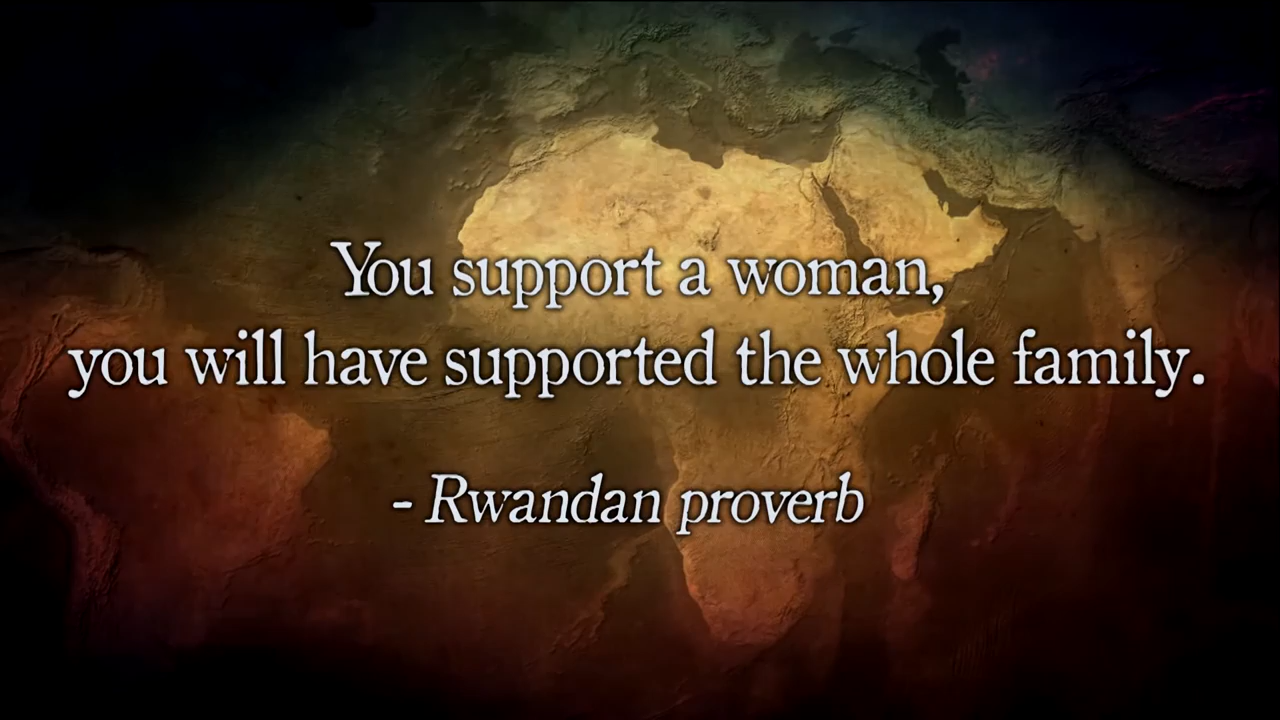 You support a woman,
you will have supported the whole family.
- Rwandan proverb